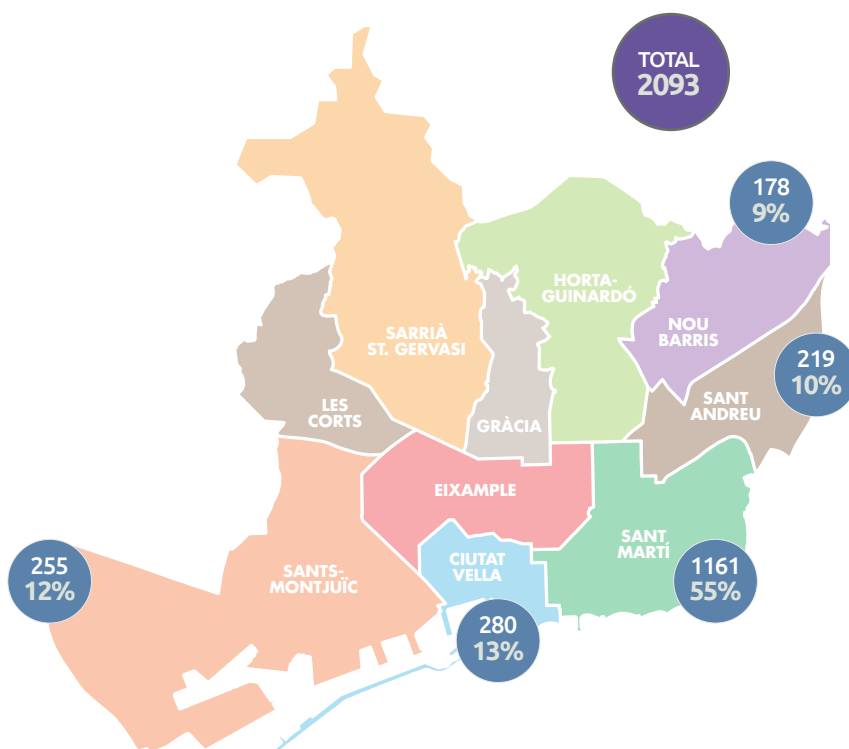 TOTAL
2093
178
9%
HORTA-
GUINARDÓ
SARRIÀ
ST. GERVASI
NOU
BARRIS
219
10%
LES
CORTS
GRÀCIA
SANT
ANDREU
EIXAMPLE
SANT
MARTÍ
CIUTAT
VELLA
SANTS-
MONTJUÏC
255
12%
1161
55%
280
13%